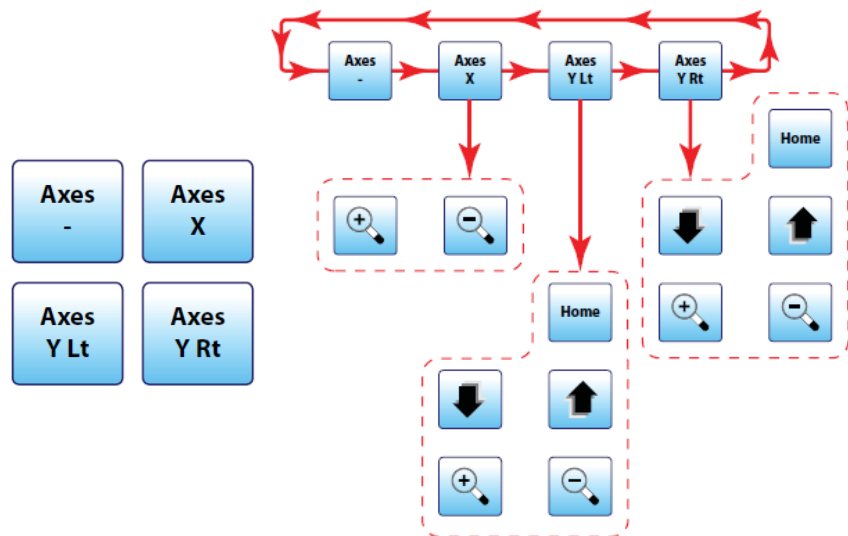 Axes
-
Axes
X
Axes
Y Lt
Axes
Y Rt
Home
Axes
-
Axes
X
Home
Axes
Y Lt
Axes
Y Rt